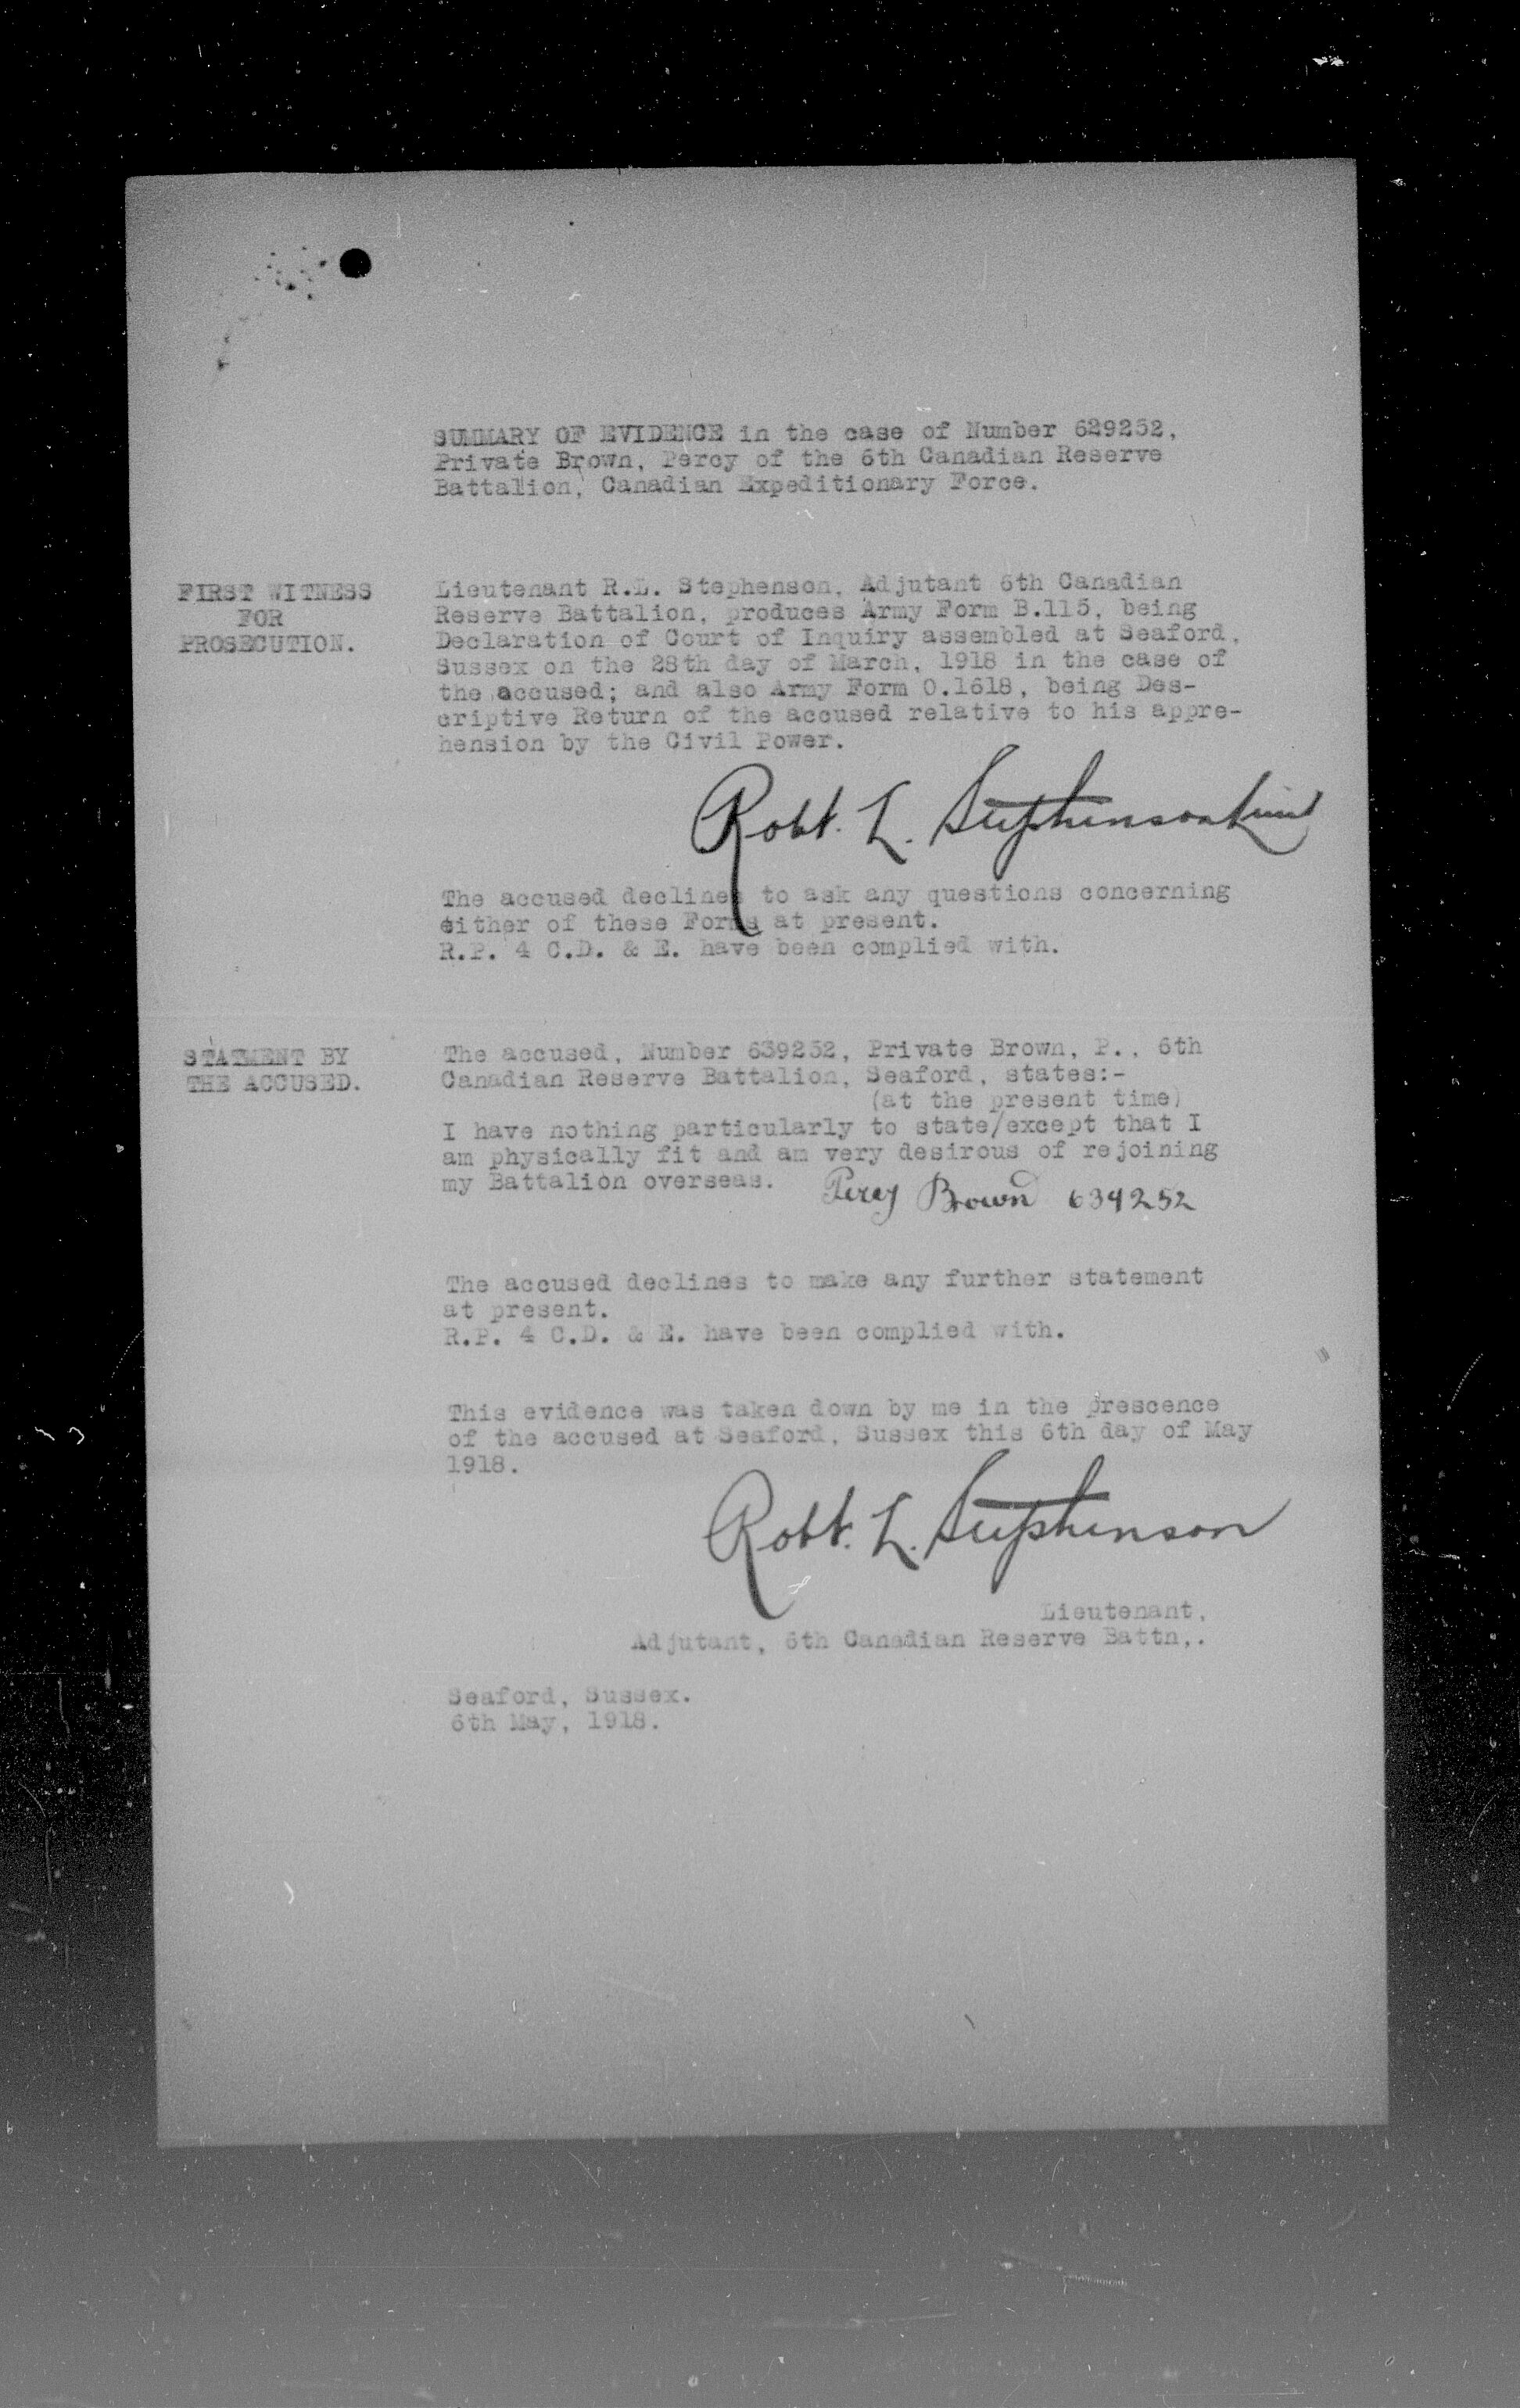 SUMMARY OF EVIDENCE in the case of Number 629252,
Private Brown, Percy of the 6th Canadian Reserve
Battalion, Canadian Expeditionary Force.
FIRST WITNESS
FOR
PROSECUTION.
Lieutenant R.L. Stephenson, Adjutant 6th Canadian
Reserve Battalion, produces Army Form B.115, being
Declaration of Court of Inquiry assembled at Seaford,
Sussex on the 28th day of March, 1918 in the case of
the accused; and also Army Form O.1618, being Des-
criptive Return of the accused relative to his appre-
hension by the Civil Power.
Robt. L. Stephenson Lieut
The accused declines to ask any questions concerning
either of these Forms at present.
R.P. 4 C.D. & E. have been complied with.
STATMENT BY
THE ACCUSED.
The accused, Number 639252, Private Brown, P., 6th
Canadian Reserve Battalion, Seaford, states:-
(at the present time)
I have nothing particularly to state/except that I
am physically fit and am very desirous of rejoining
my Battalion overseas. Percy Brown 639252
The accused declines to make any further statement
at present.
R.P. 4 C.D. & E. have been complied with.
This evidence was taken down by me in the prescence
of the accused at Seaford, Sussex this 6th day of May
1918.
Robt. L. Stephenson
Lieutenant,
Adjutant, 6th Canadian Reserve Battn,.
Seaford, Sussex.
6th May, 1918.